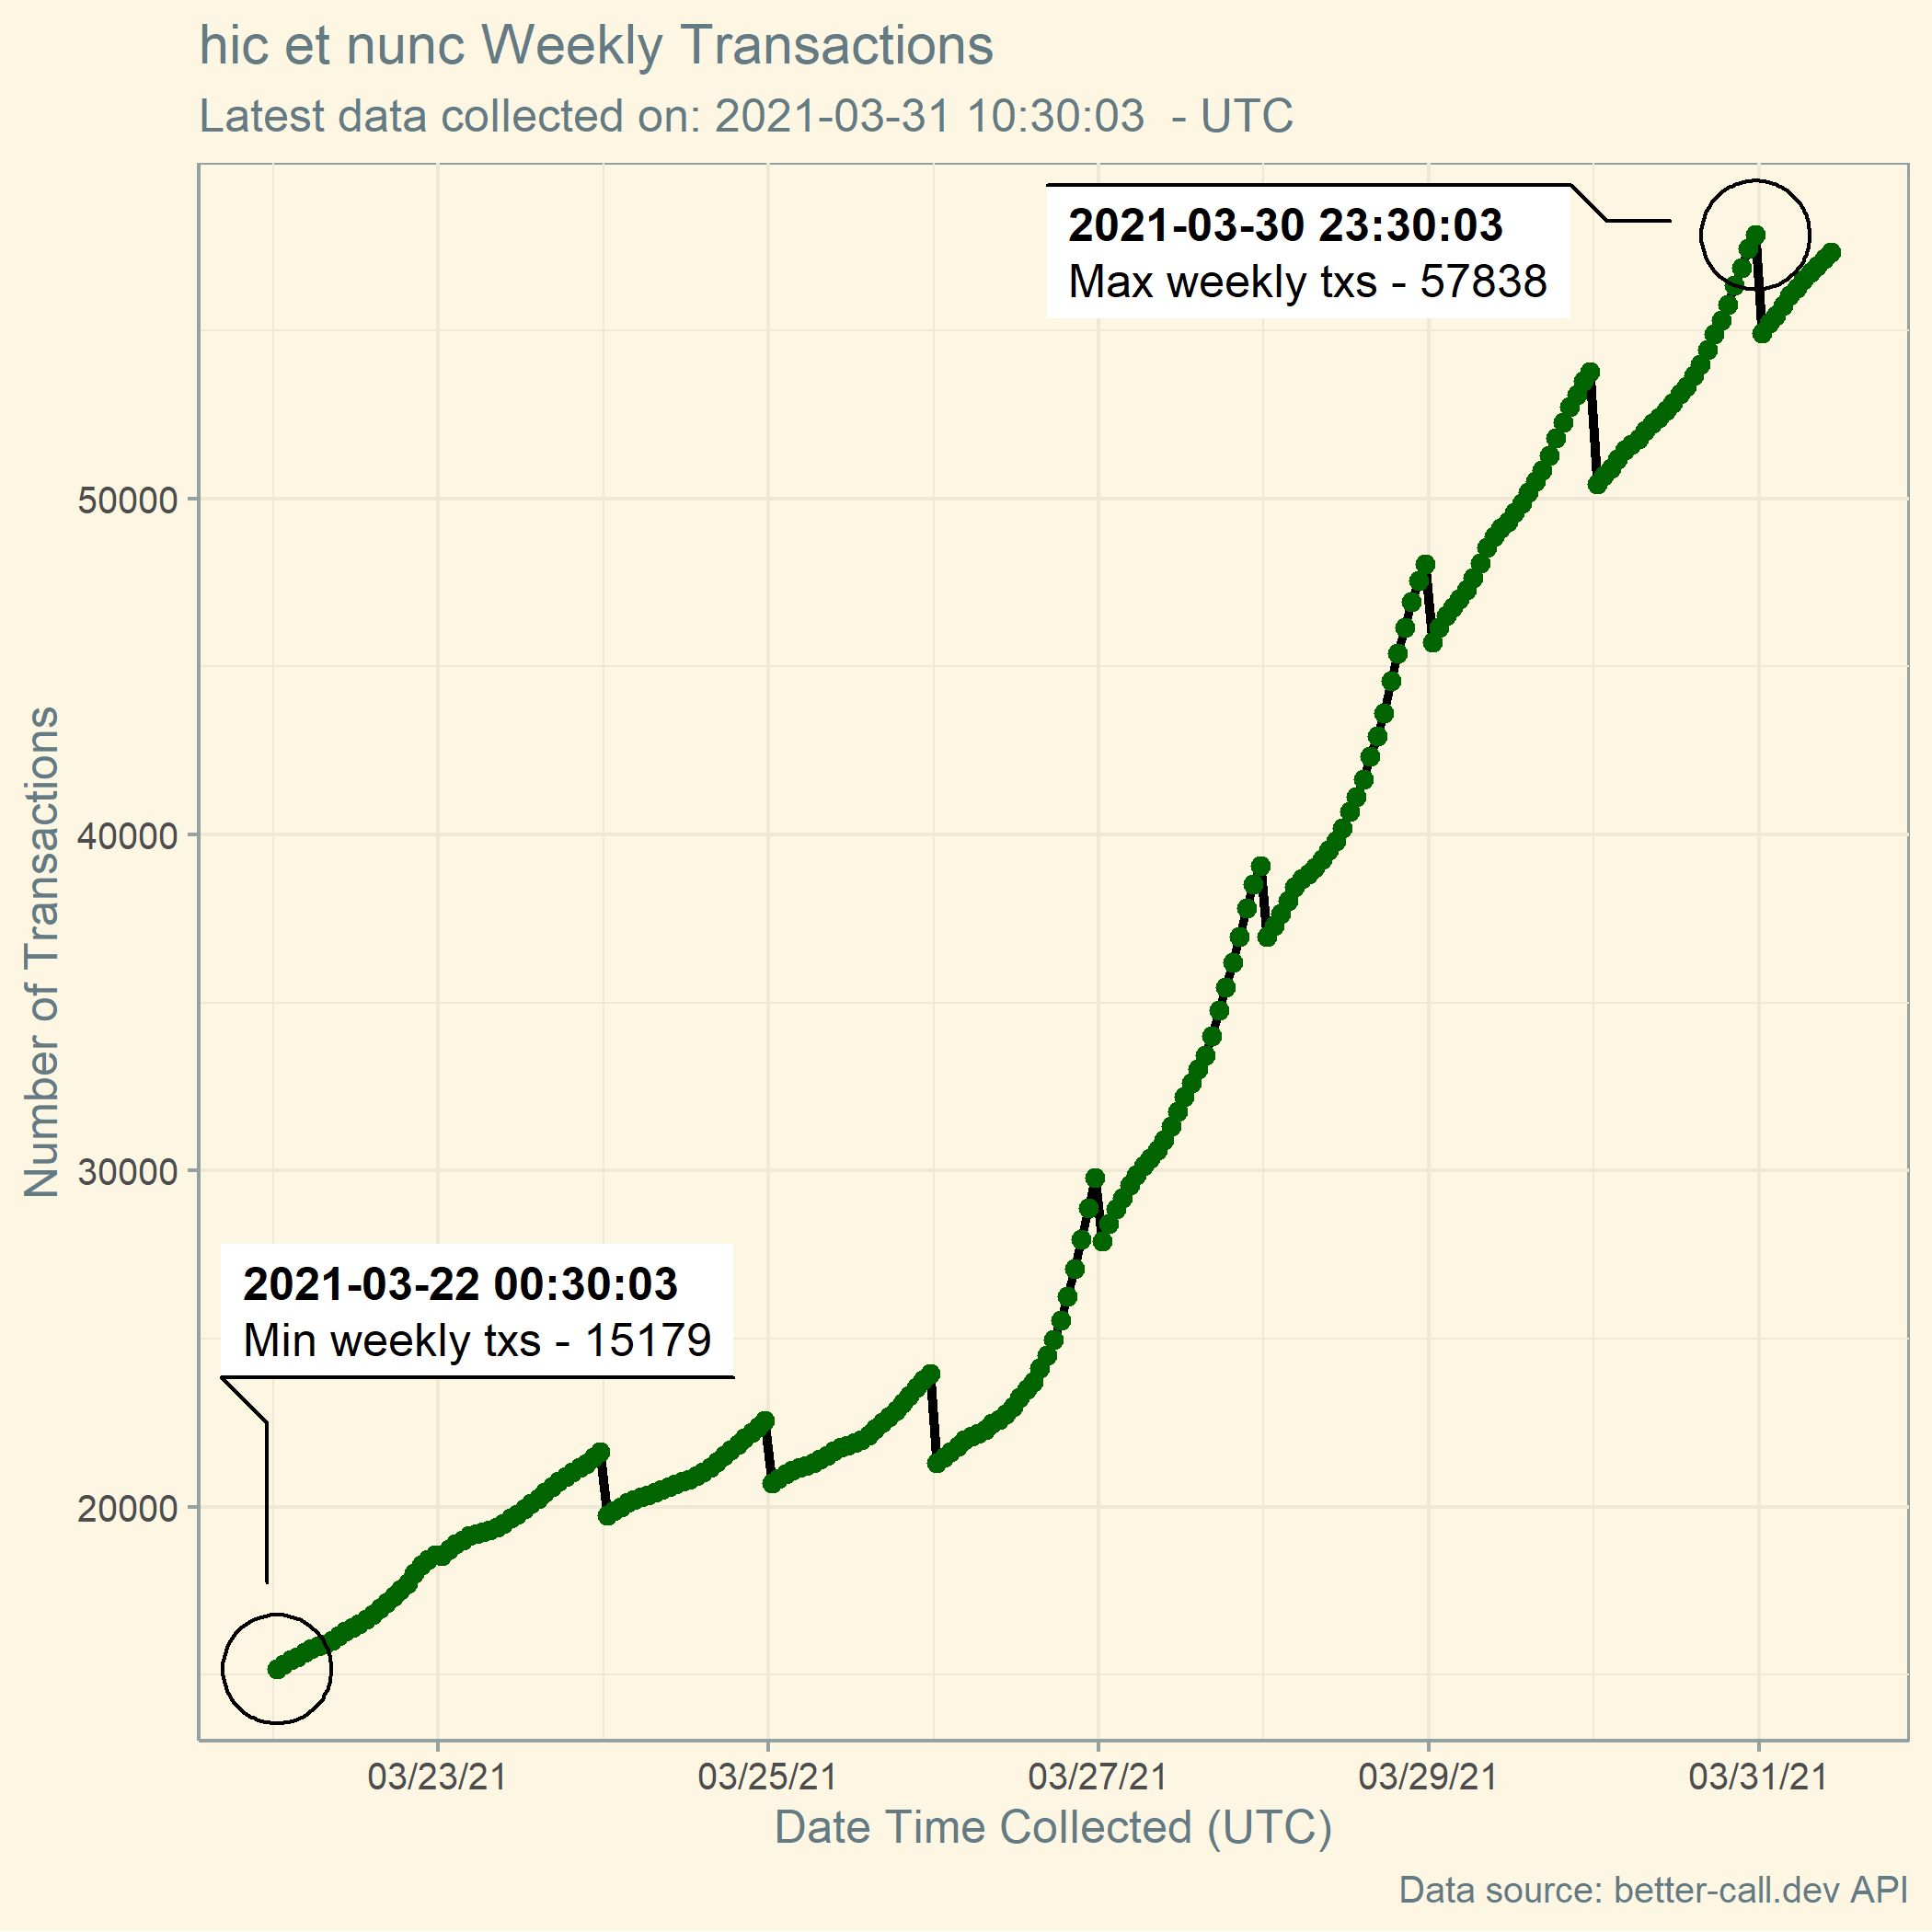 hic et nunc Weekly Transactions
Latest data collected on: 2021-03-31 10:30:03 - UTC
2021-03-30 23:30:03
Max weekly txs - 57838
Number of Transactions
50000
40000
30000
20000
2021-03-22 00:30:03
Min weekly txs - 15179
03/23/21 03/25/21 03/27/21 03/29/21 03/31/21
Date Time Collected (UTC)
Data source: better-call.dev API